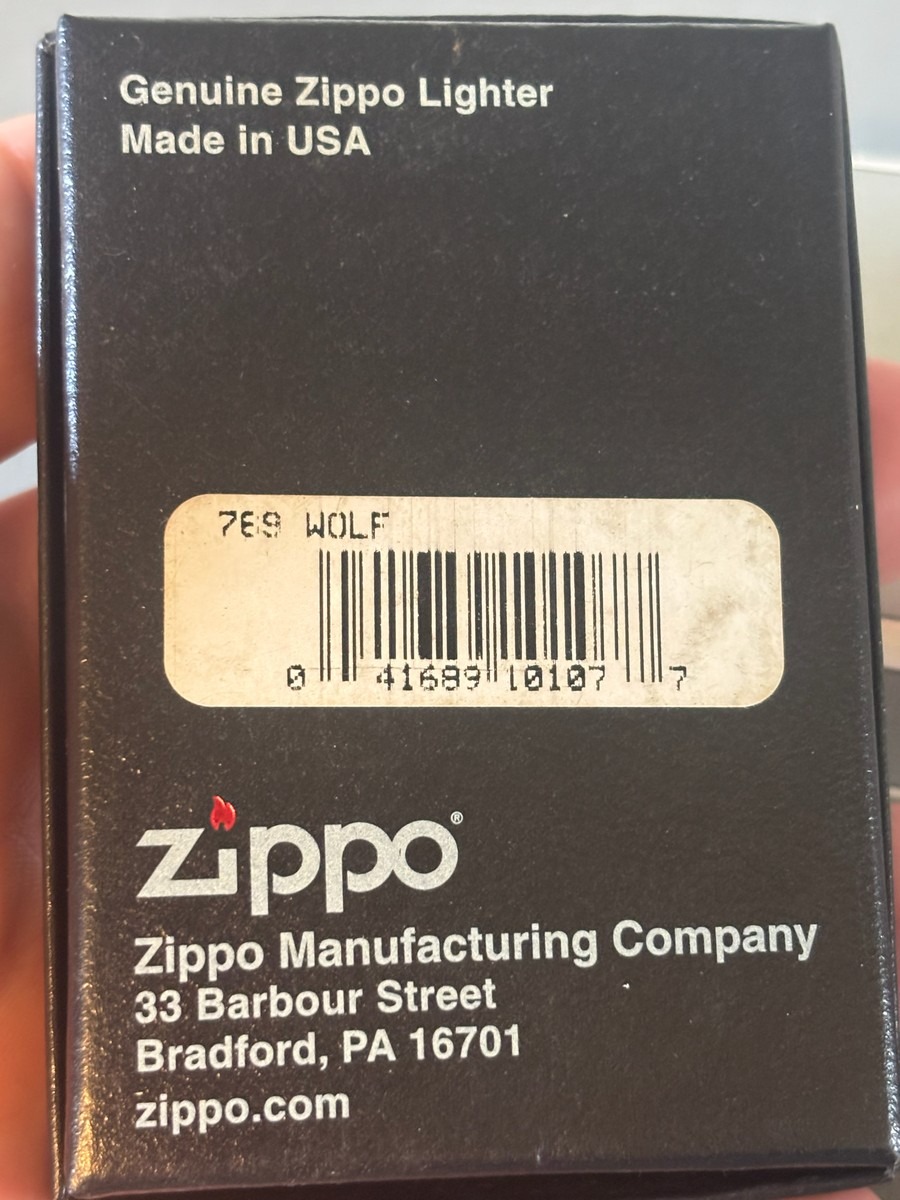 Genuine Zippo Lighter
Made in USA
769 WOLF
0 41689 10107 7
zippo®
Zippo Manufacturing Company
33 Barbour Street
Bradford, PA 16701
zippo.com